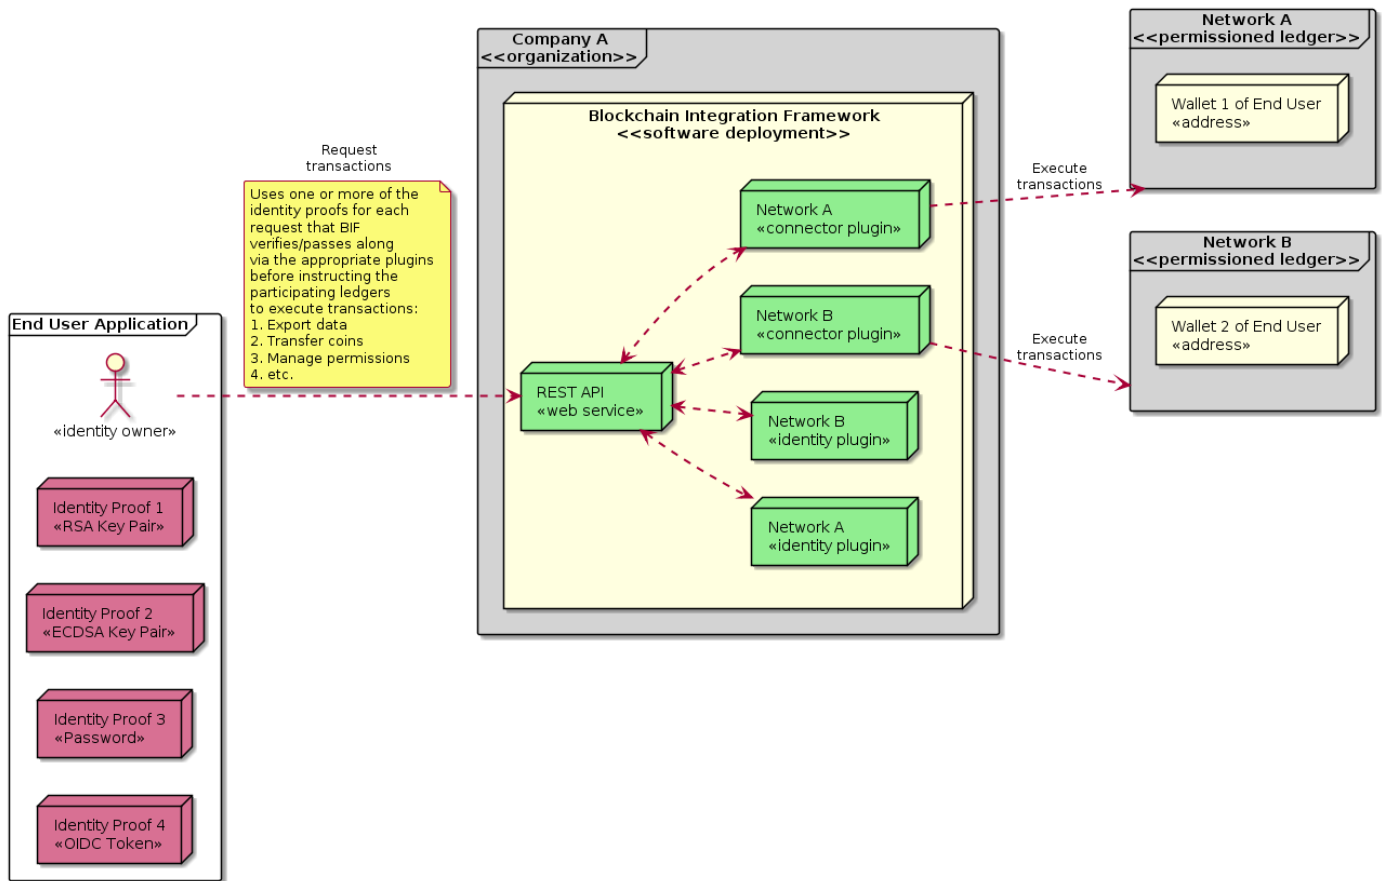 End User Application
«identity owner»
Identity Proof 1
«RSA Key Pair»
Identity Proof 2
«ECDSA Key Pair»
Identity Proof 3
«Password»
Identity Proof 4
«OIDC Token»
Request
transactions
Uses one or more of the
identity proofs for each
request that BIF
verifies/passes along
via the appropriate plugins
before instructing the
participating ledgers
to execute transactions:
1. Export data
2. Transfer coins
3. Manage permissions
4. etc.
Company A
<<organization>>
Blockchain Integration Framework
<<software deployment>>
REST API
«web service»
Network A
«connector plugin»
Network B
«connector plugin»
Network B
«identity plugin»
Network A
«identity plugin»
Execute
transactions
Execute
transactions
Network A
<<permissioned ledger>>
Wallet 1 of End User
«address»
Network B
<<permissioned ledger>>
Wallet 2 of End User
«address»